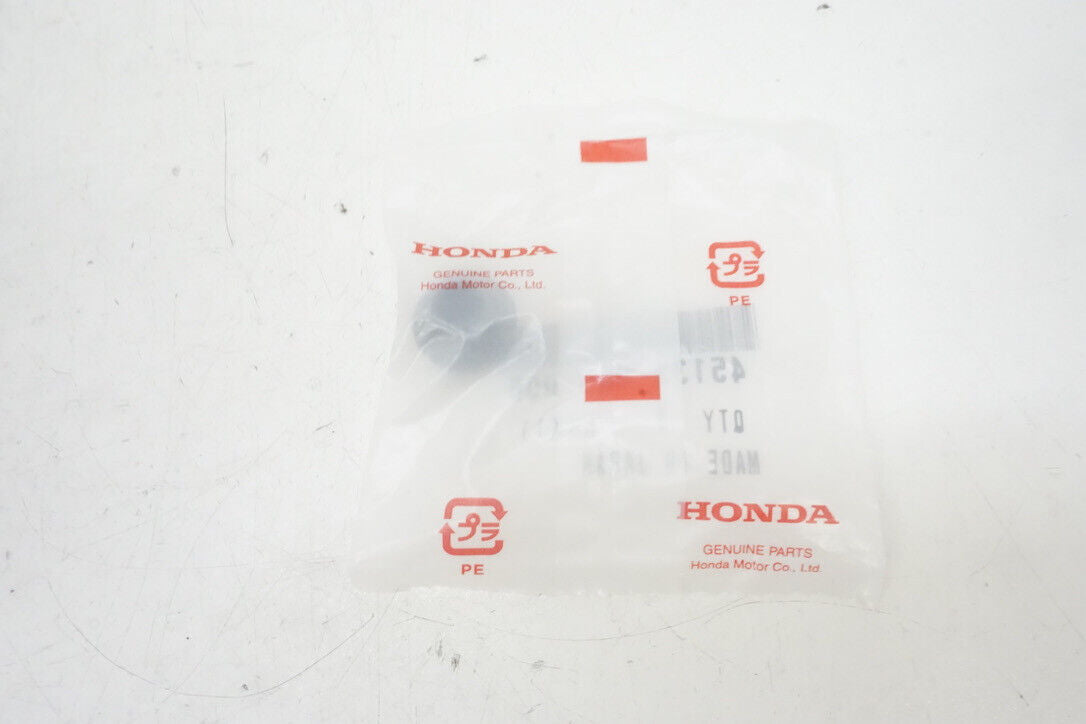 HONDA
GENUINE PARTS
Honda Motor Co., Ltd.
プラ
PE
QTY
MADE IN JAPAN
プラ
PE
HONDA
GENUINE PARTS
Honda Motor Co., Ltd.